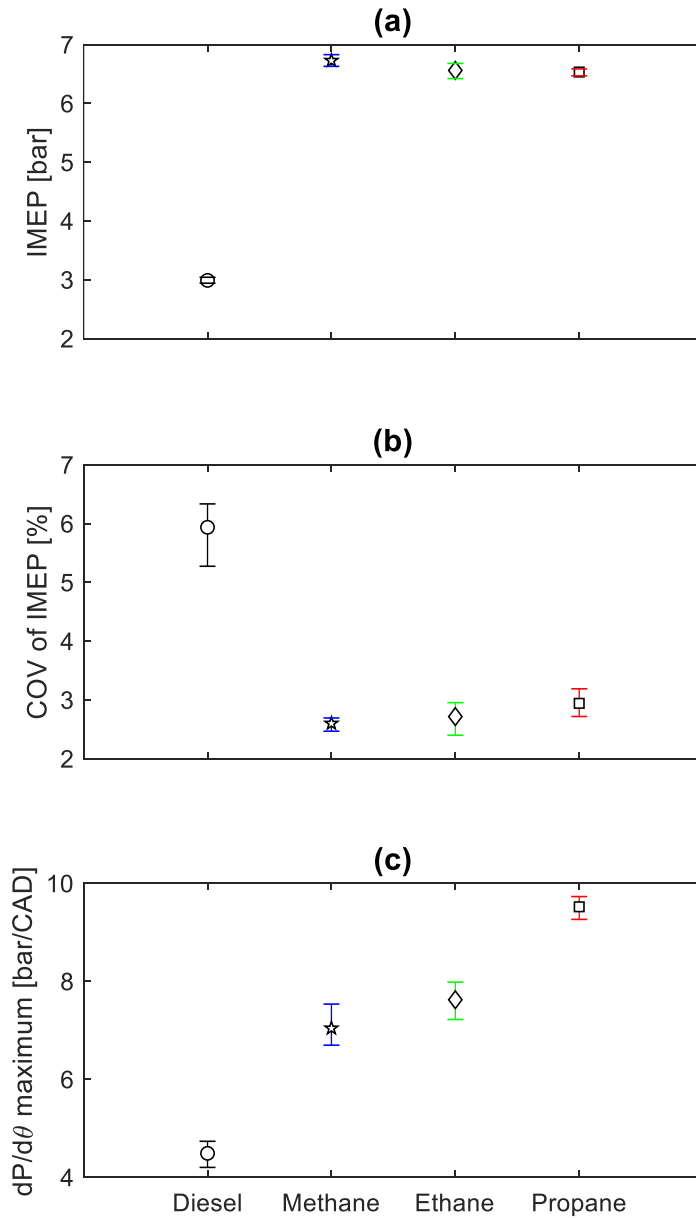 (a)
7
6
5
4
3
2
IMEP [bar]
(b)
7
6
5
4
3
2
COV of IMEP [%]
(c)
10
8
6
4
dP/dθ maximum [bar/CAD]
Diesel Methane Ethane Propane